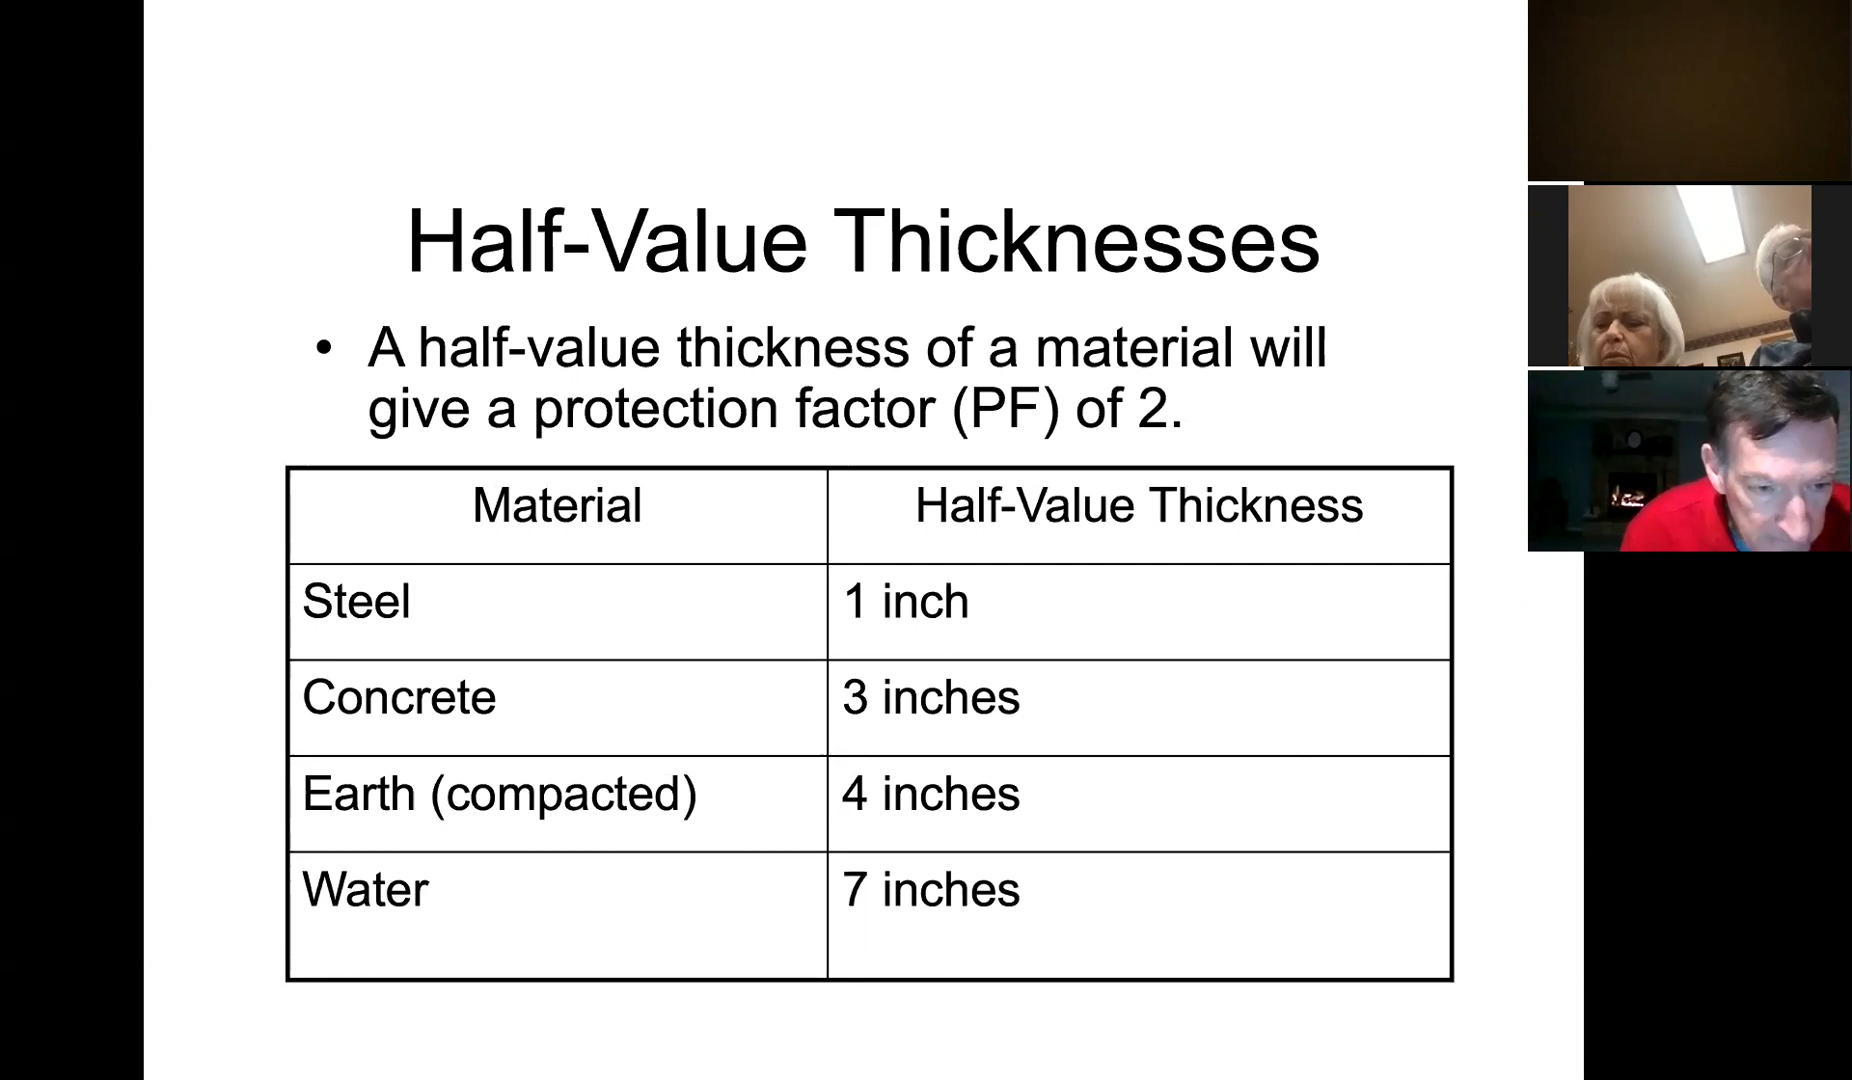 Half-Value Thicknesses
• A half-value thickness of a material will
give a protection factor (PF) of 2.
Material Half-Value Thickness
Steel 1 inch
Concrete 3 inches
Earth (compacted) 4 inches
Water 7 inches